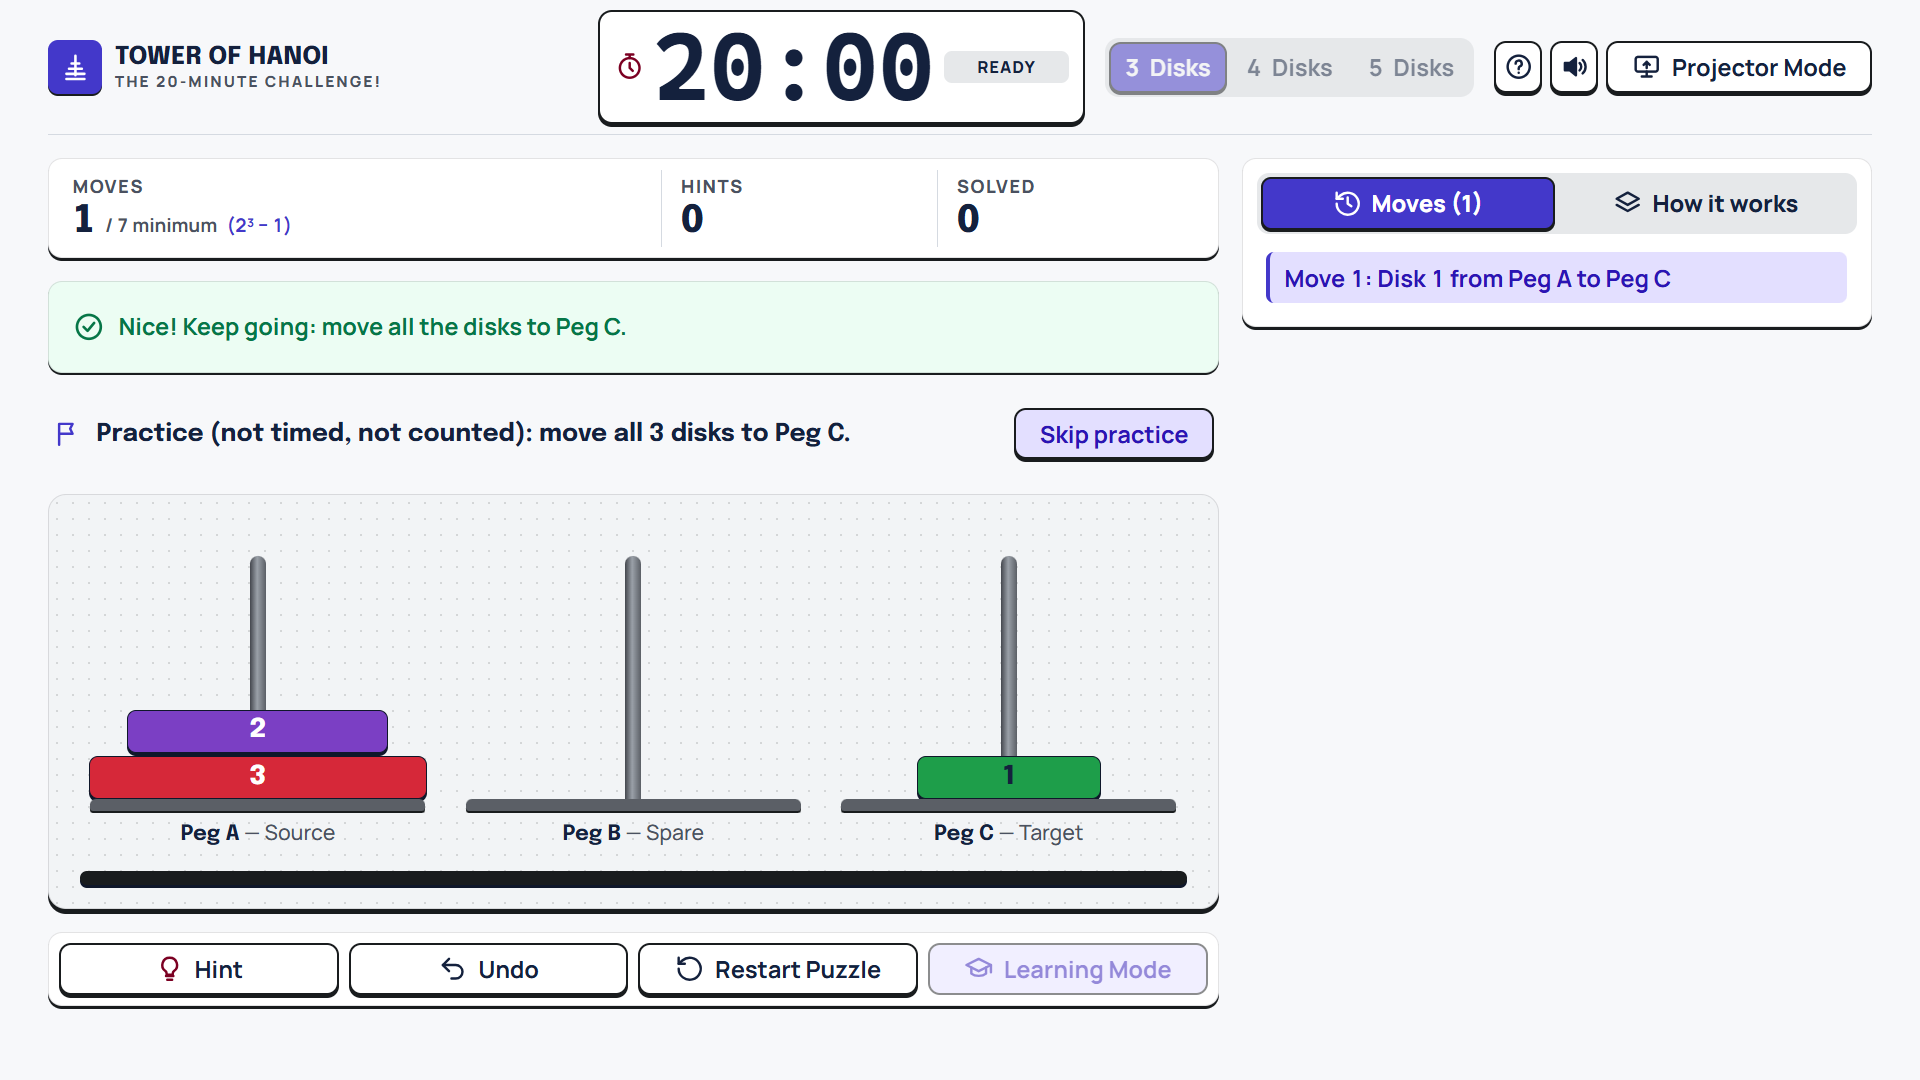 TOWER OF HANOI
THE 20-MINUTE CHALLENGE!
20:00
READY
3 Disks
4 Disks
5 Disks
Projector Mode
MOVES
1 / 7 minimum (2³ − 1)
HINTS
0
SOLVED
0
Moves (1)
How it works
Move 1: Disk 1 from Peg A to Peg C
Nice! Keep going: move all the disks to Peg C.
Practice (not timed, not counted): move all 3 disks to Peg C.
Skip practice
2
3
1
Peg A — Source
Peg B — Spare
Peg C — Target
Hint
Undo
Restart Puzzle
Learning Mode